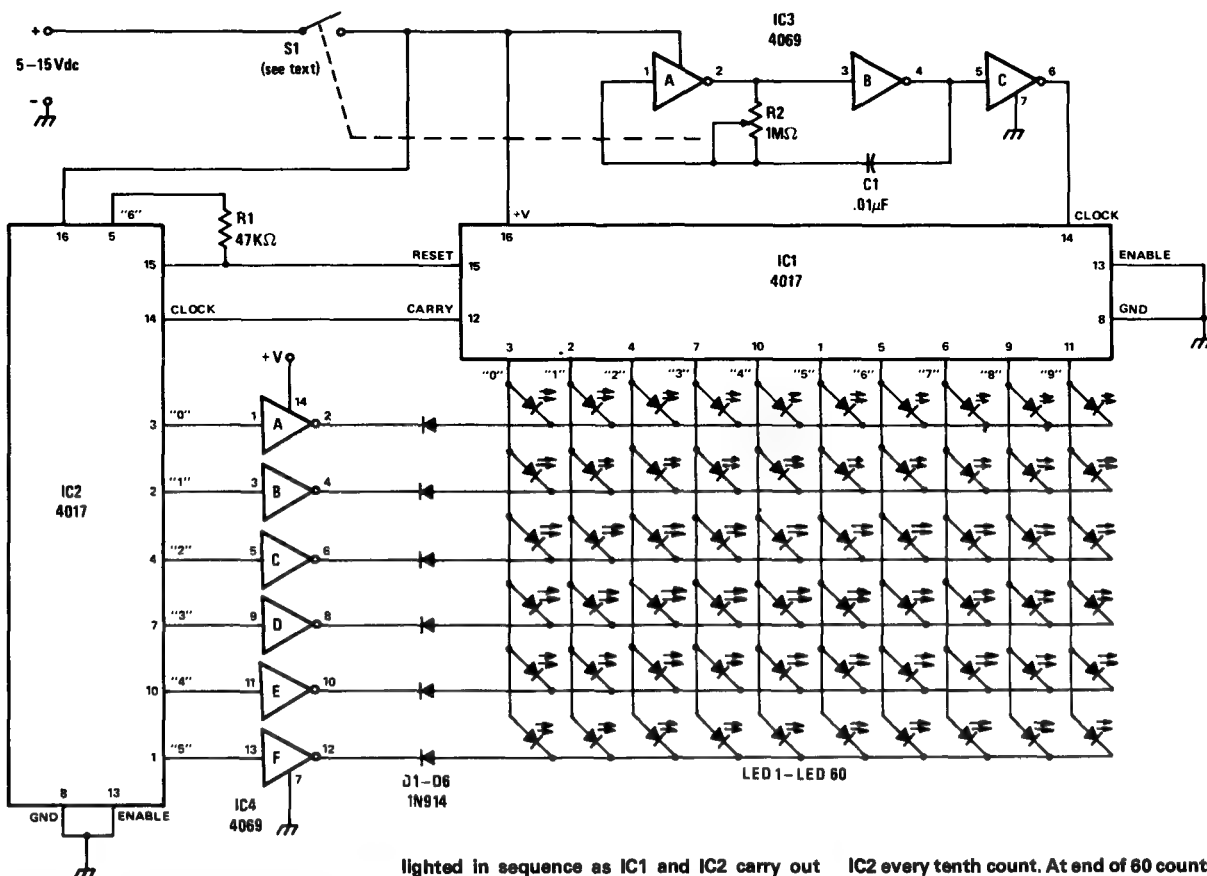 IC3
4069
+
5–15 Vdc
-
S1
(see text)
1
A
2
3
B
4
5
C
6
7
R2
1MΩ
C1
.01µF
"6"
R1
47KΩ
+V
CLOCK
16
5
16
14
15
RESET
15
IC1
4017
13
ENABLE
14
CLOCK
CARRY
12
8
GND
3
2
4
7
10
1
5
6
9
11
"0"
"1"
"2"
"3"
"4"
"5"
"6"
"7"
"8"
"9"
+V
14
3
"0"
1
A
2
IC2
4017
2
"1"
3
B
4
4
"2"
5
C
6
7
"3"
9
D
8
10
"4"
11
E
10
1
"5"
13
F
12
7
8
13
GND
ENABLE
IC4
4069
D1–D6
1N914
LED 1–LED 60
lighted in sequence as IC1 and IC2 carry out
IC2 every tenth count. At end of 60 count